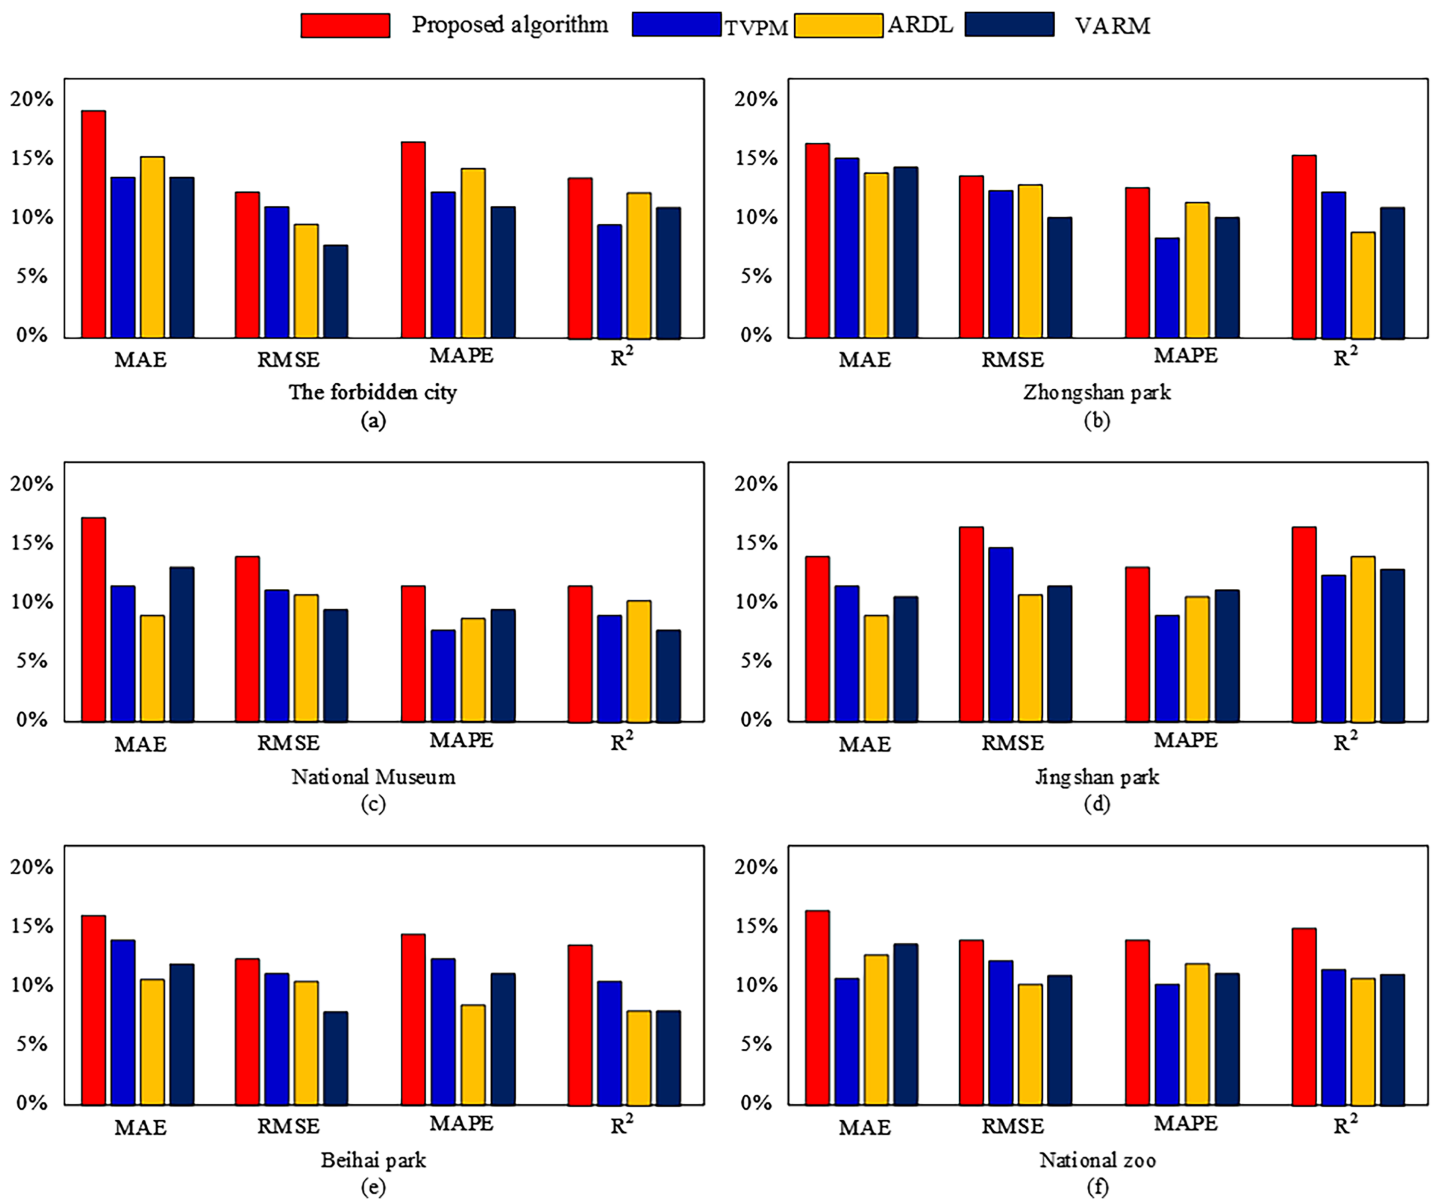 Proposed algorithm TVPM ARDL VARM
20%
15%
10%
5%
0%
MAE RMSE MAPE R²
The forbidden city
(a)
20%
15%
10%
5%
0%
MAE RMSE MAPE R²
Zhongshan park
(b)
20%
15%
10%
5%
0%
MAE RMSE MAPE R²
National Museum
(c)
20%
15%
10%
5%
0%
MAE RMSE MAPE R²
Jingshan park
(d)
20%
15%
10%
5%
0%
MAE RMSE MAPE R²
Beihai park
(e)
20%
15%
10%
5%
0%
MAE RMSE MAPE R²
National zoo
(f)